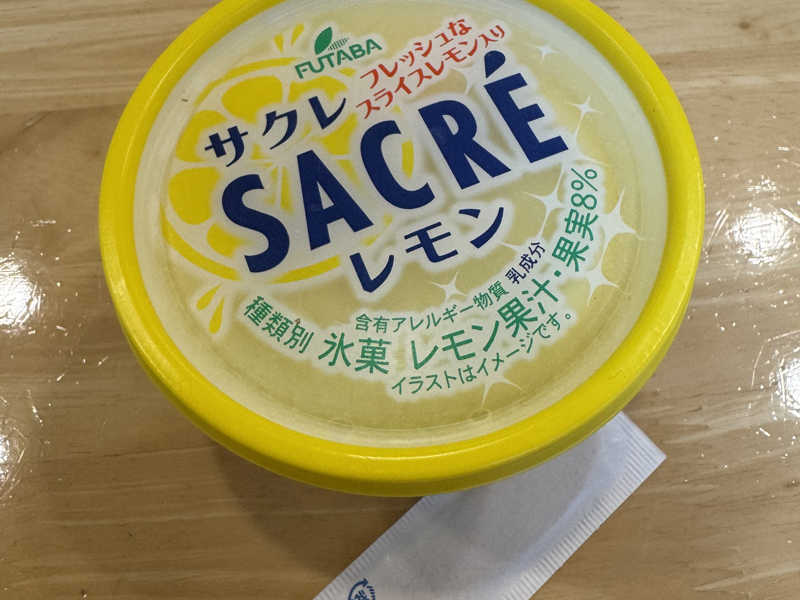 FUTABA
フレッシュな
スライスレモン入り
サクレ
SACRÉ
レモン
種類別 氷菓 レモン果汁・果実8%
含有アレルギー物質 乳成分
イラストはイメージです。